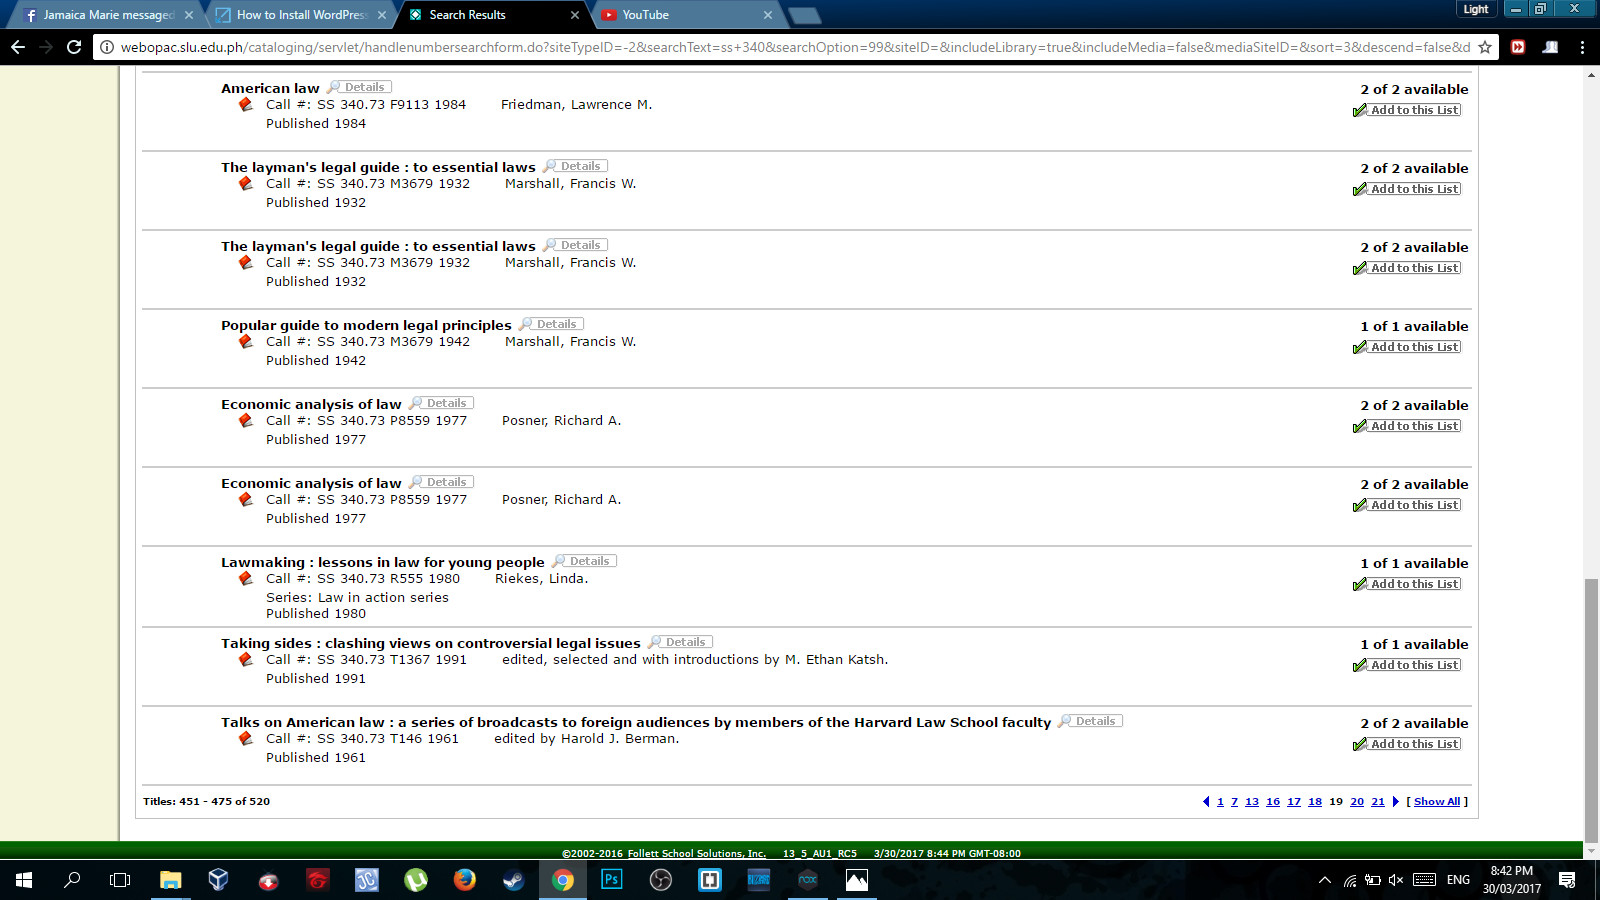 Jamaica Marie messaged
How to Install WordPress
Search Results
YouTube
Light
webopac.slu.edu.ph/cataloging/servlet/handlenumbersearchform.do?siteTypeID=-2&searchText=ss+340&searchOption=99&siteID=&includeLibrary=true&includeMedia=false&mediaSiteID=&sort=3&descend=false&d
American law Details 2 of 2 available
Call #: SS 340.73 F9113 1984 Friedman, Lawrence M. Add to this List
Published 1984
The layman's legal guide : to essential laws Details 2 of 2 available
Call #: SS 340.73 M3679 1932 Marshall, Francis W. Add to this List
Published 1932
The layman's legal guide : to essential laws Details 2 of 2 available
Call #: SS 340.73 M3679 1932 Marshall, Francis W. Add to this List
Published 1932
Popular guide to modern legal principles Details 1 of 1 available
Call #: SS 340.73 M3679 1942 Marshall, Francis W. Add to this List
Published 1942
Economic analysis of law Details 2 of 2 available
Call #: SS 340.73 P8559 1977 Posner, Richard A. Add to this List
Published 1977
Economic analysis of law Details 2 of 2 available
Call #: SS 340.73 P8559 1977 Posner, Richard A. Add to this List
Published 1977
Lawmaking : lessons in law for young people Details 1 of 1 available
Call #: SS 340.73 R555 1980 Riekes, Linda. Add to this List
Series: Law in action series
Published 1980
Taking sides : clashing views on controversial legal issues Details 1 of 1 available
Call #: SS 340.73 T1367 1991 edited, selected and with introductions by M. Ethan Katsh. Add to this List
Published 1991
Talks on American law : a series of broadcasts to foreign audiences by members of the Harvard Law School faculty Details 2 of 2 available
Call #: SS 340.73 T146 1961 edited by Harold J. Berman. Add to this List
Published 1961
Titles: 451 - 475 of 520 1 7 13 16 17 18 19 20 21 [ Show All ]
©2002-2016 Follett School Solutions, Inc. 13_5_AU1_RC5 3/30/2017 8:44 PM GMT-08:00
Ps
ENG
8:42 PM
30/03/2017